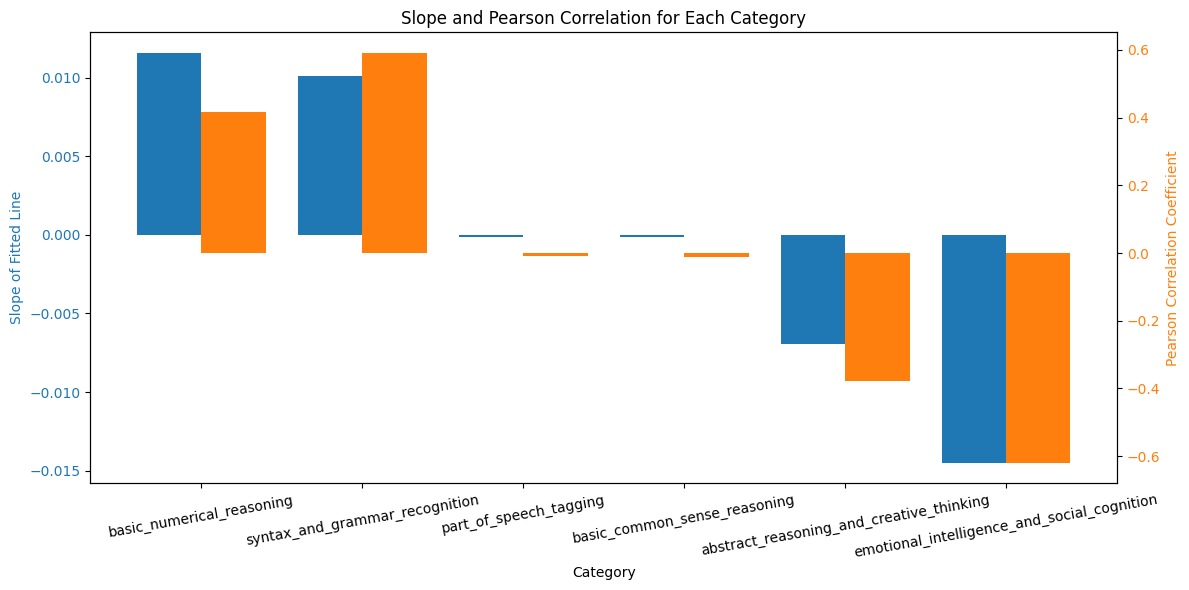 Slope and Pearson Correlation for Each Category
Slope of Fitted Line
0.010
0.005
0.000
−0.005
−0.010
−0.015
0.6
0.4
0.2
0.0
−0.2
−0.4
−0.6
Pearson Correlation Coefficient
basic_numerical_reasoning
syntax_and_grammar_recognition
part_of_speech_tagging
basic_common_sense_reasoning
abstract_reasoning_and_creative_thinking
emotional_intelligence_and_social_cognition
Category